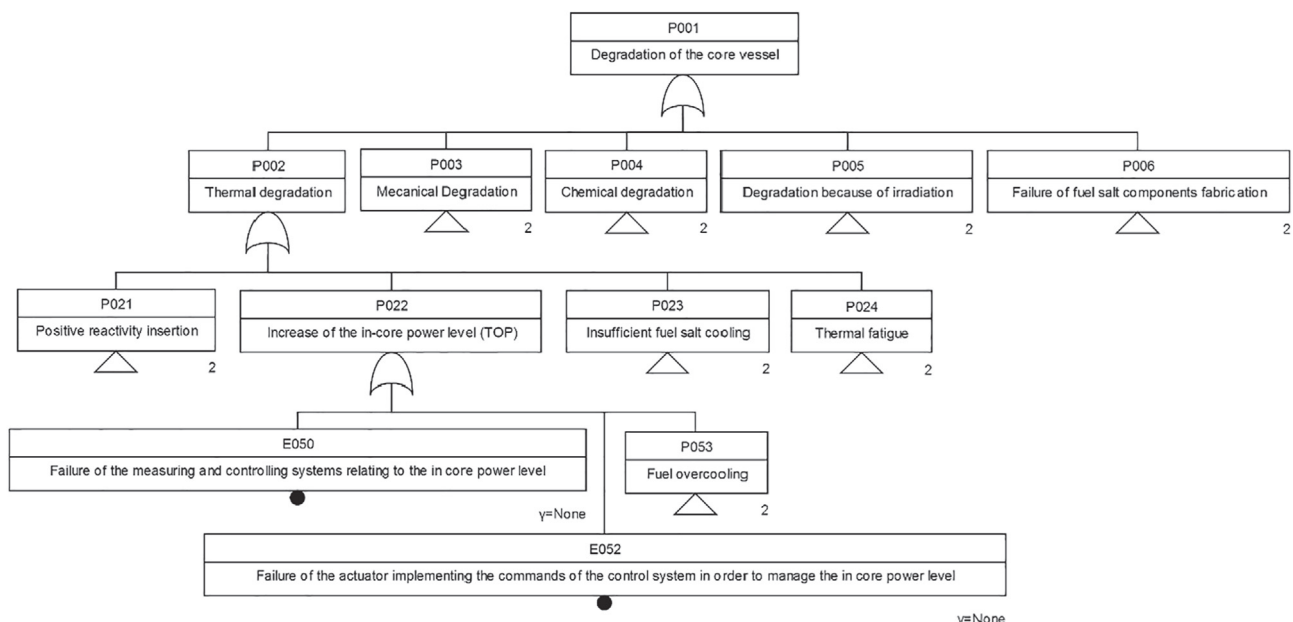 P001
Degradation of the core vessel
P002
Thermal degradation
P003
Mecanical Degradation
2
P004
Chemical degradation
2
P005
Degradation because of irradiation
2
P006
Failure of fuel salt components fabrication
2
P021
Positive reactivity insertion
2
P022
Increase of the in-core power level (TOP)
P023
Insufficient fuel salt cooling
2
P024
Thermal fatigue
2
E050
Failure of the measuring and controlling systems relating to the in core power level
γ=None
P053
Fuel overcooling
2
E052
Failure of the actuator implementing the commands of the control system in order to manage the in core power level
γ=None